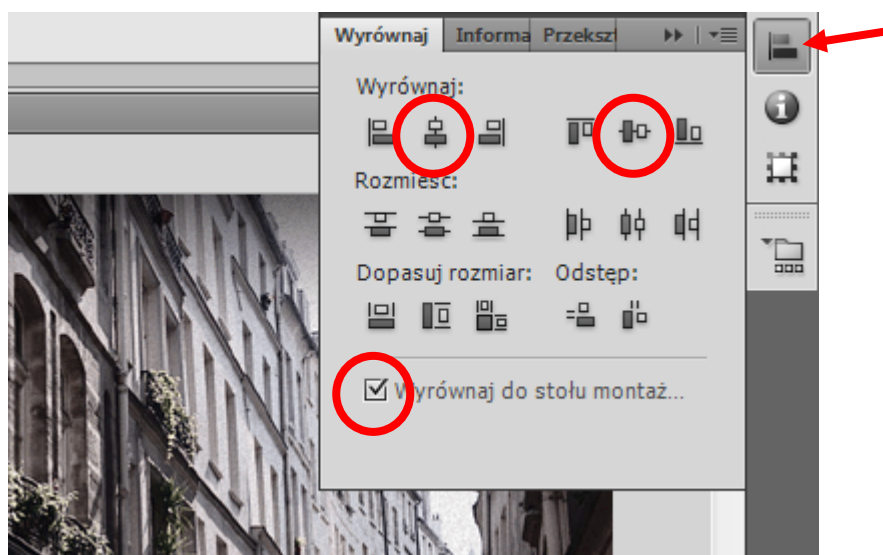 Wyrównaj Informa Przekszt
Wyrównaj:
Rozmieść:
Dopasuj rozmiar: Odstęp:
Wyrównaj do stołu montaż...